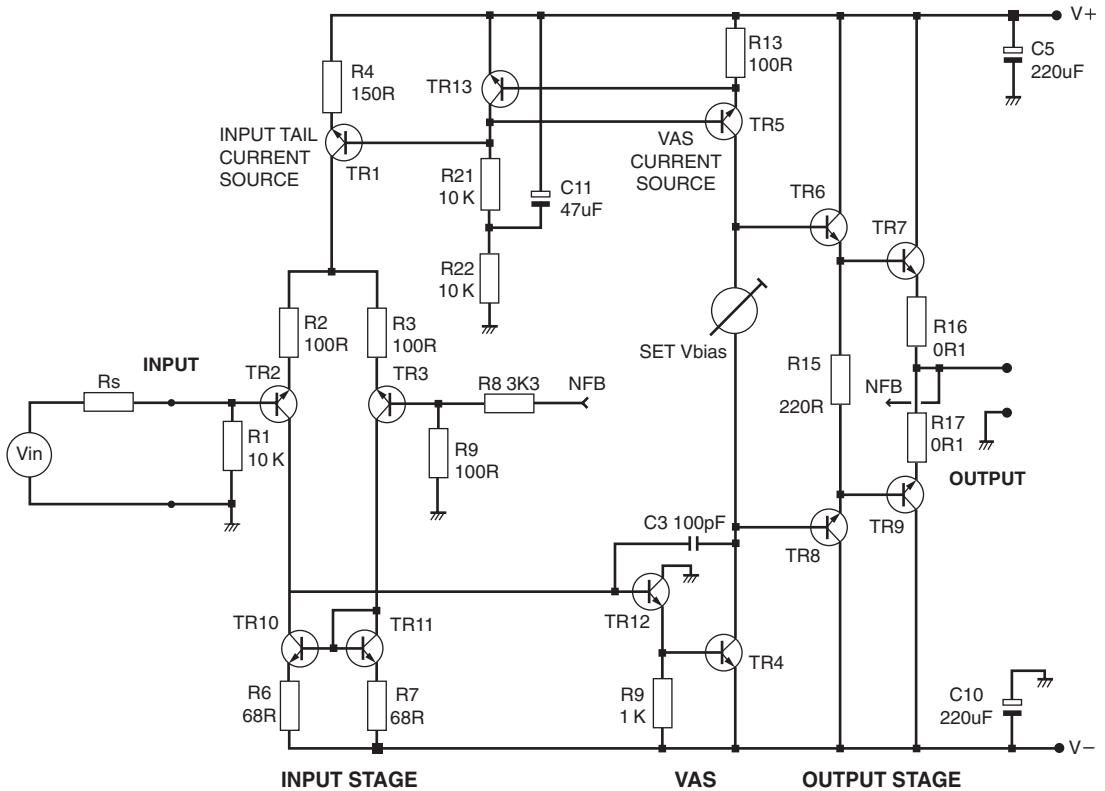 V+
R4
150R
TR13
R13
100R
C5
220uF
INPUT TAIL
CURRENT
SOURCE
TR1
TR5
VAS
CURRENT
SOURCE
R21
10 K
C11
47uF
TR6
TR7
R22
10 K
R2
100R
R3
100R
SET Vbias
R16
0R1
INPUT
Rs
TR2
TR3
R8 3K3
NFB
R15
220R
NFB
Vin
R1
10 K
R9
100R
R17
0R1
OUTPUT
C3 100pF
TR8
TR9
TR10
TR11
TR12
TR4
R6
68R
R7
68R
R9
1 K
C10
220uF
V−
INPUT STAGE
VAS
OUTPUT STAGE